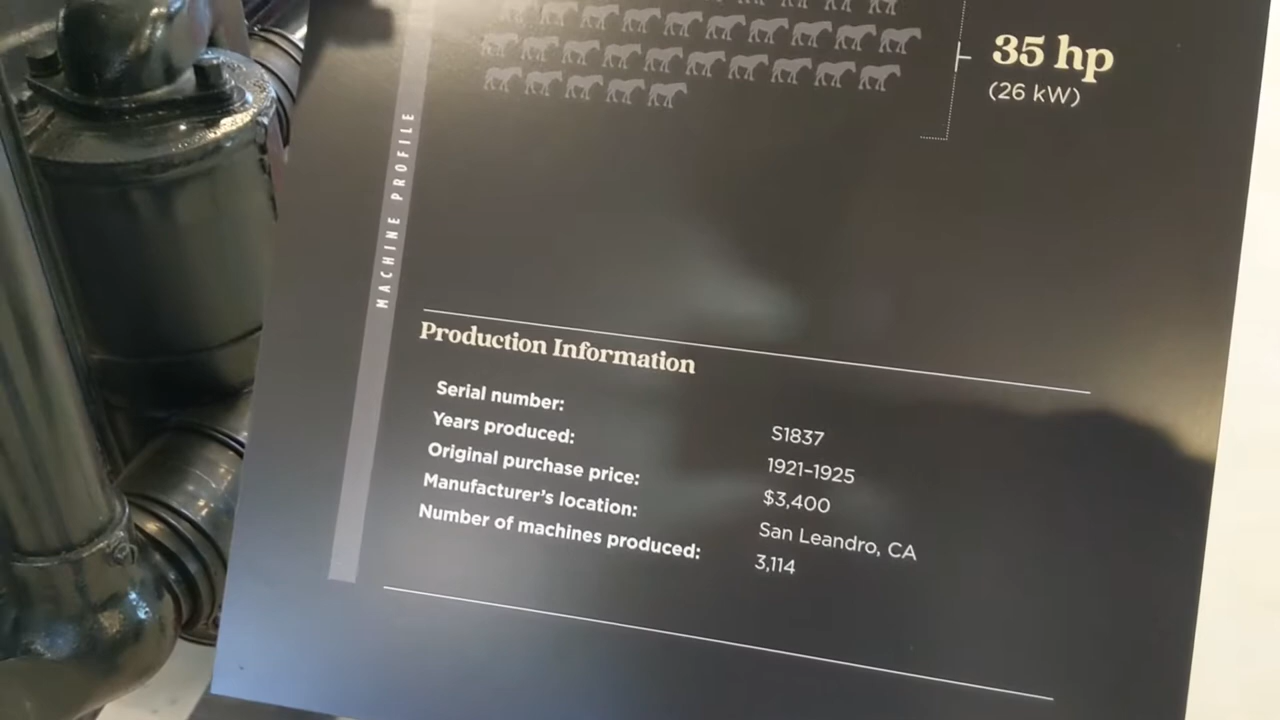 35 hp
(26 kW)
MACHINE PROFILE
Production Information
Serial number: S1837
Years produced: 1921–1925
Original purchase price: $3,400
Manufacturer's location: San Leandro, CA
Number of machines produced: 3,114